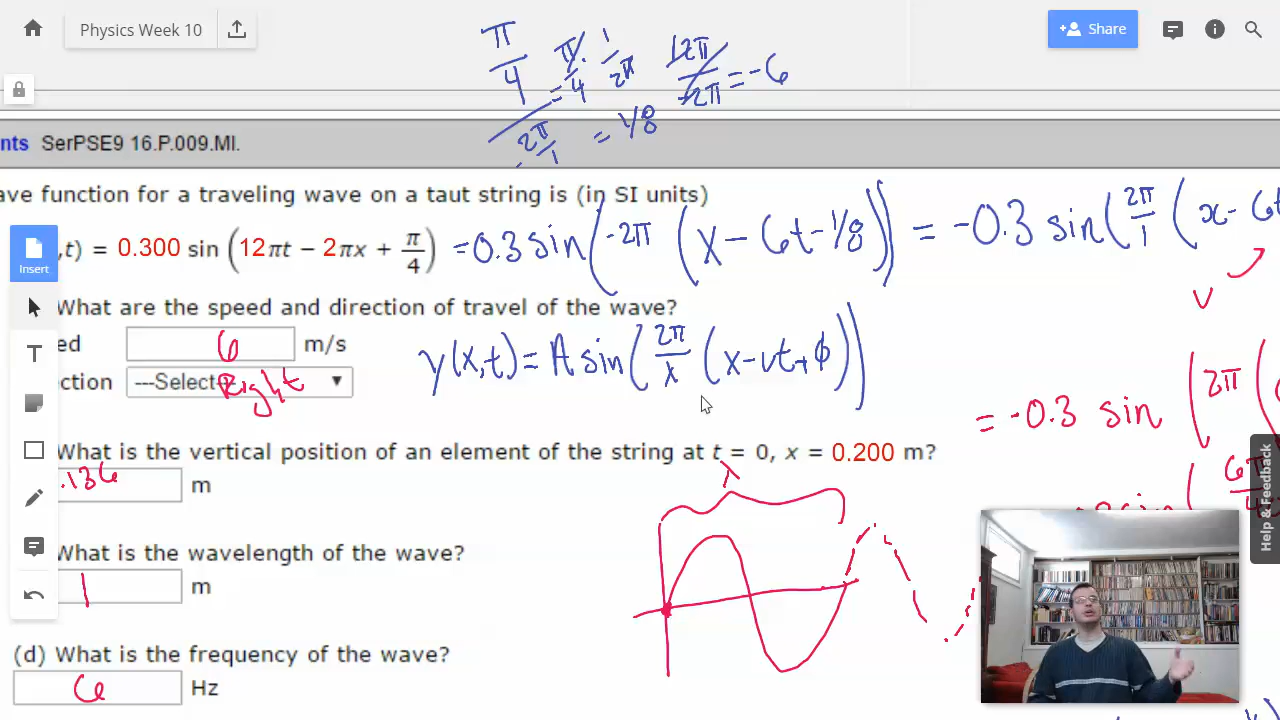 Physics Week 10
Share
π/4 / 2π/1 = π/4 · 1/2π = 1/8
12π/-2π = -6
nts SerPSE9 16.P.009.MI.
ave function for a traveling wave on a taut string is (in SI units)
,t) = 0.300 sin (12πt − 2πx + π/4) = 0.3 sin(-2π (x - 6t - 1/8)) = -0.3 sin(2π/1 (x - 6t
V
Insert
What are the speed and direction of travel of the wave?
ed 6 m/s
y(x,t) = A sin(2π/λ (x - vt + ϕ))
ection ---Select Right
= -0.3 sin (2π (
What is the vertical position of an element of the string at t = 0, x = 0.200 m?
.136 m
λ
What is the wavelength of the wave?
1 m
(d) What is the frequency of the wave?
6 Hz
Help & Feedback